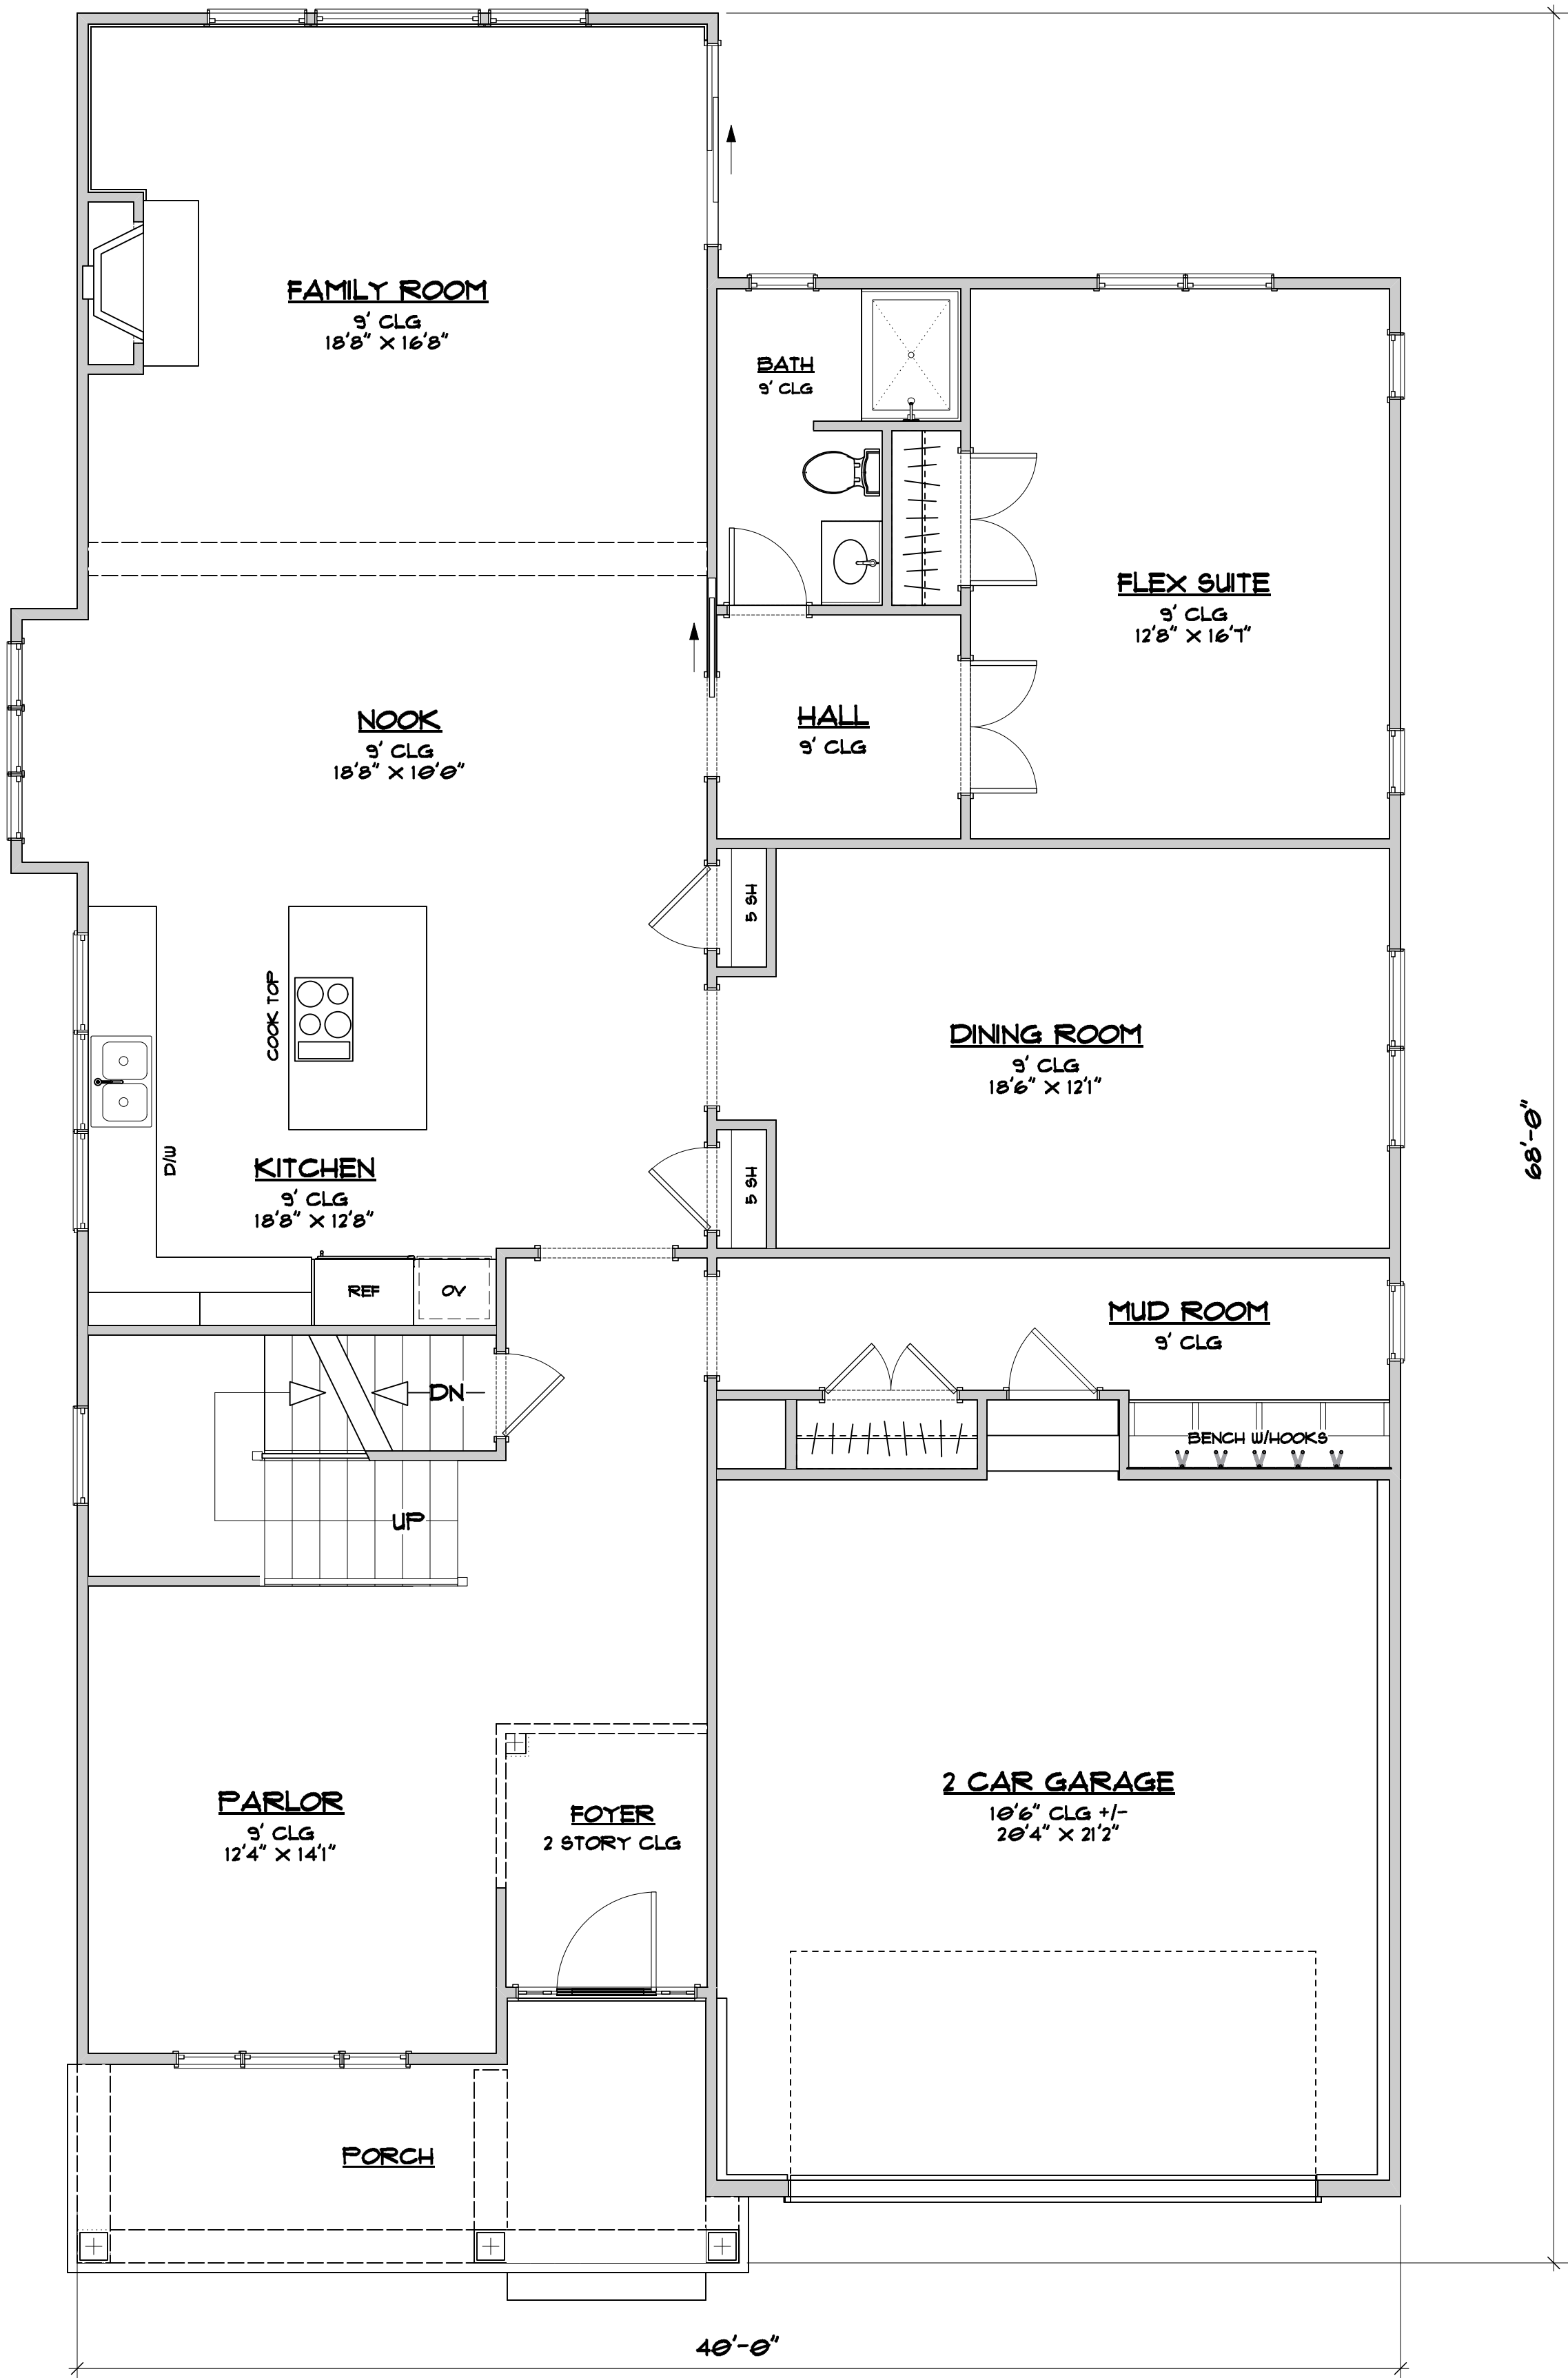 FAMILY ROOM
9' CLG
18'8" X 16'8"
BATH
9' CLG
FLEX SUITE
9' CLG
12'8" X 16'7"
NOOK
9' CLG
18'8" X 10'0"
HALL
9' CLG
5 SH
COOK TOP
DINING ROOM
9' CLG
18'6" X 12'1"
68'-0"
D/W
KITCHEN
9' CLG
18'8" X 12'8"
5 SH
REF
OV
MUD ROOM
9' CLG
DN
BENCH W/HOOKS
UP
2 CAR GARAGE
10'6" CLG +/-
20'4" X 21'2"
PARLOR
9' CLG
12'4" X 14'1"
FOYER
2 STORY CLG
PORCH
40'-0"